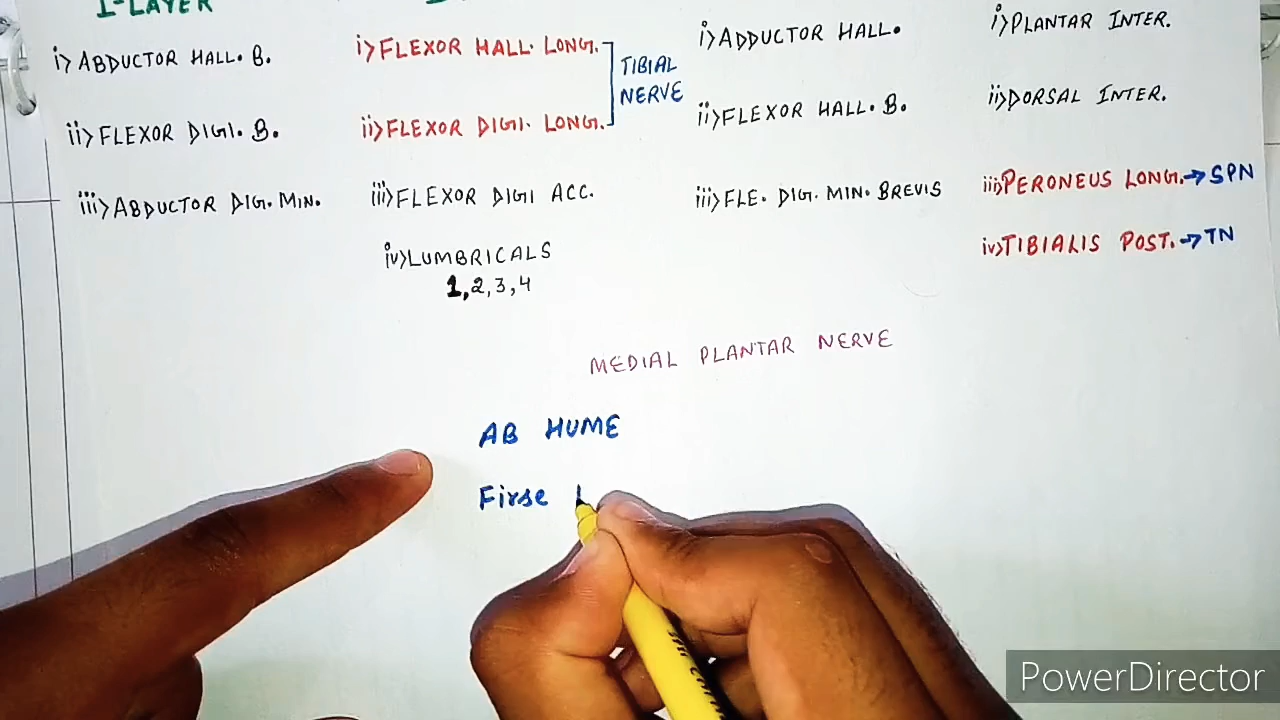 I-LAYER
i> ABDUCTOR HALL. B.
ii> FLEXOR DIGI. B.
iii> ABDUCTOR DIG. MIN.
i> FLEXOR HALL. LONG.
ii> FLEXOR DIGI. LONG.
TIBIAL
NERVE
iii> FLEXOR DIGI ACC.
iv> LUMBRICALS
1, 2, 3, 4
i> ADDUCTOR HALL.
ii> FLEXOR HALL. B.
iii> FLE. DIG. MIN. BREVIS
i> PLANTAR INTER.
ii> DORSAL INTER.
iii> PERONEUS LONG. → SPN
iv> TIBIALIS POST. → TN
MEDIAL PLANTAR NERVE
AB HUME
Firse
PowerDirector